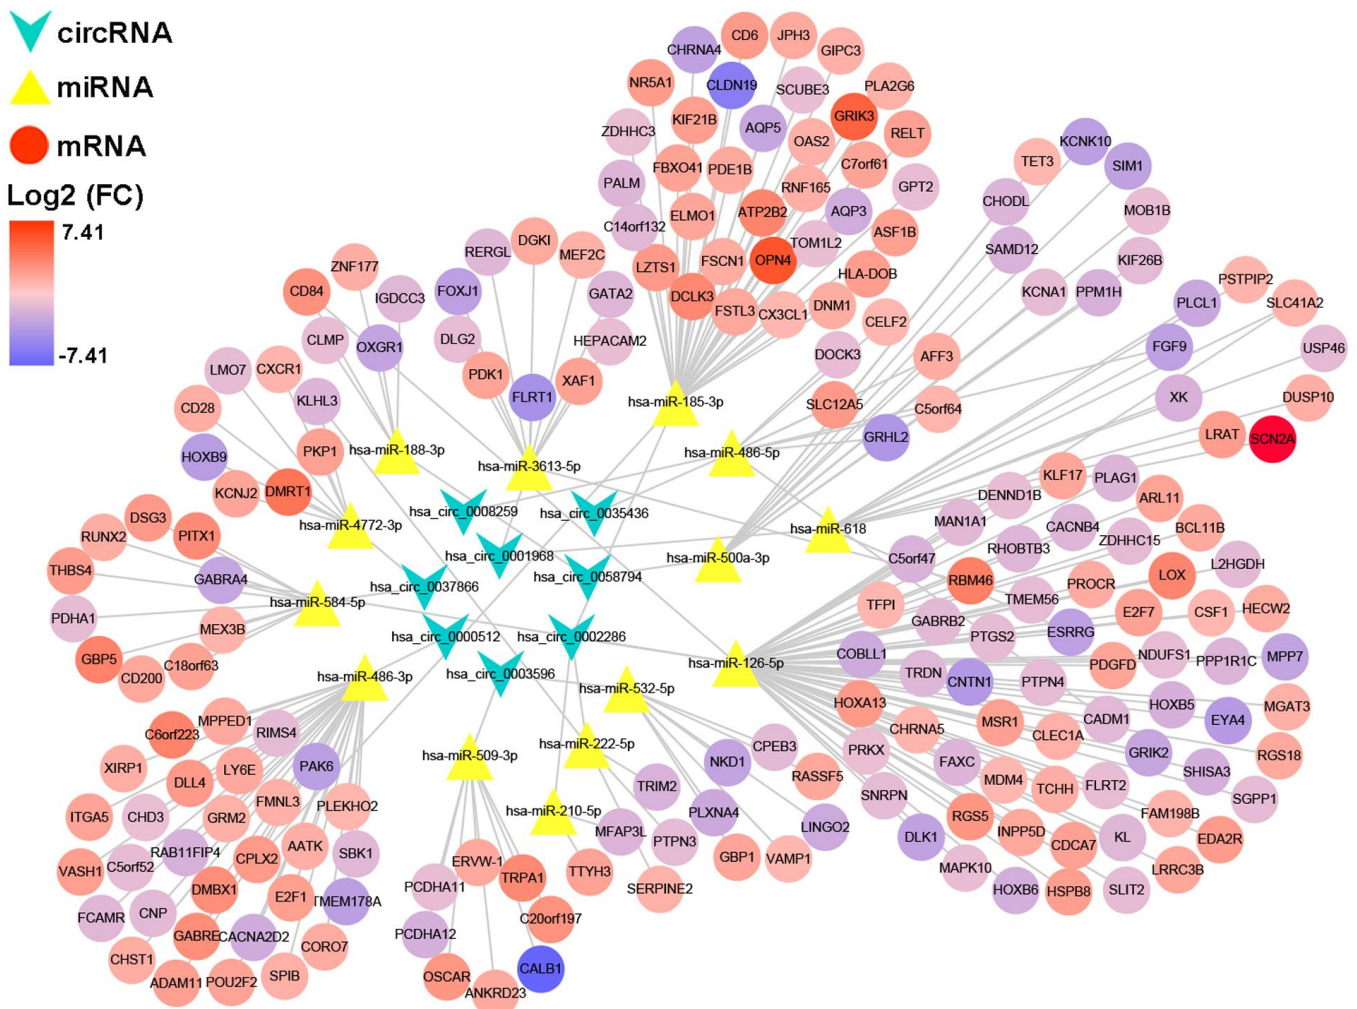 circRNA
miRNA
mRNA
Log2 (FC)
7.41
-7.41
CHRNA4
CD6
JPH3
GIPC3
NR5A1
CLDN19
SCUBE3
PLA2G6
ZDHHC3
KIF21B
AQP5
GRIK3
RELT
OAS2
FBXO41
PDE1B
C7orf61
PALM
RNF165
GPT2
C14orf132
ELMO1
ATP2B2
AQP3
TOM1L2
ASF1B
LZTS1
FSCN1
OPN4
HLA-DOB
DCLK3
FSTL3
CX3CL1
DNM1
CELF2
DOCK3
AFF3
SLC12A5
C5orf64
GRHL2
TET3
KCNK10
SIM1
CHODL
MOB1B
SAMD12
KIF26B
KCNA1
PPM1H
PLCL1
PSTPIP2
SLC41A2
FGF9
USP46
XK
DUSP10
LRAT
SCN2A
KLF17
RERGL
DGKI
MEF2C
FOXJ1
GATA2
DLG2
HEPACAM2
PDK1
FLRT1
XAF1
ZNF177
CD84
IGDCC3
CLMP
OXGR1
LMO7
CXCR1
CD28
KLHL3
HOXB9
PKP1
KCNJ2
DMRT1
hsa-miR-185-3p
hsa-miR-188-3p
hsa-miR-3613-5p
hsa-miR-486-5p
hsa-miR-4772-3p
hsa_circ_0008259
hsa_circ_0035436
hsa-miR-618
hsa_circ_0001968
hsa-miR-500a-3p
hsa_circ_0037866
hsa_circ_0058794
hsa-miR-584-5p
hsa_circ_0000512
hsa_circ_0002286
hsa-miR-126-5p
hsa-miR-486-3p
hsa_circ_0003596
hsa-miR-532-5p
hsa-miR-509-3p
hsa-miR-222-5p
hsa-miR-210-5p
DSG3
RUNX2
PITX1
THBS4
GABRA4
PDHA1
MEX3B
GBP5
C18orf63
CD200
C6orf223
MPPED1
RIMS4
XIRP1
DLL4
LY6E
PAK6
ITGA5
CHD3
GRM2
FMNL3
PLEKHO2
RAB11FIP4
AATK
SBK1
VASH1
C5orf52
CPLX2
DMBX1
E2F1
TMEM178A
FCAMR
CNP
GABRE
CACNA2D2
CORO7
CHST1
ADAM11
POU2F2
SPIB
ERVW-1
PCDHA11
TRPA1
PCDHA12
C20orf197
OSCAR
CALB1
ANKRD23
TTYH3
TRIM2
MFAP3L
PTPN3
SERPINE2
NKD1
CPEB3
RASSF5
PLXNA4
LINGO2
GBP1
VAMP1
DENND1B
PLAG1
ARL11
MAN1A1
CACNB4
BCL11B
C5orf47
RHOBTB3
ZDHHC15
RBM46
PROCR
LOX
L2HGDH
TFPI
TMEM56
E2F7
CSF1
HECW2
GABRB2
PTGS2
ESRRG
COBLL1
PDGFD
NDUFS1
PPP1R1C
MPP7
TRDN
CNTN1
PTPN4
HOXB5
MGAT3
HOXA13
CHRNA5
MSR1
CADM1
EYA4
CLEC1A
GRIK2
RGS18
PRKX
FAXC
SHISA3
SNRPN
MDM4
TCHH
FLRT2
SGPP1
RGS5
FAM198B
DLK1
INPP5D
CDCA7
KL
EDA2R
MAPK10
LRRC3B
HOXB6
HSPB8
SLIT2